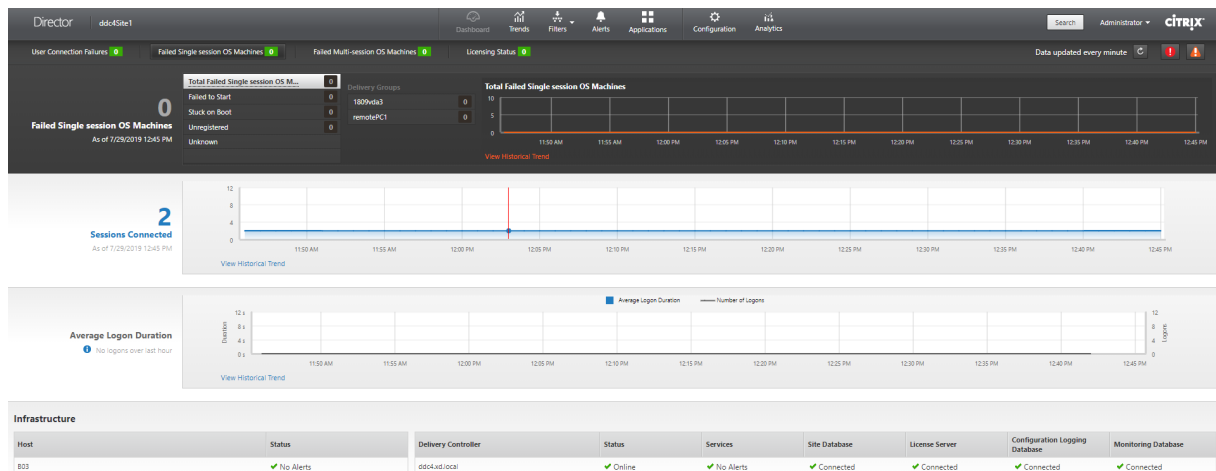 Director ddc4Site1 Dashboard Trends Filters Alerts Applications Configuration Analytics Search Administrator CITRIX
User Connection Failures 0 Failed Single session OS Machines 0 Failed Multi-session OS Machines 0 Licensing Status 0 Data updated every minute
0
Failed Single session OS Machines
As of 7/29/2019 12:45 PM
Total Failed Single session OS M... 0
Failed to Start 0
Stuck on Boot 0
Unregistered 0
Unknown
Delivery Groups
1809vda3 0
remotePC1 0
Total Failed Single session OS Machines
10
5
0
11:50 AM 11:55 AM 12:00 PM 12:05 PM 12:10 PM 12:15 PM 12:20 PM 12:25 PM 12:30 PM 12:35 PM 12:40 PM 12:45 PM
View Historical Trend
2
Sessions Connected
As of 7/29/2019 12:45 PM
12
8
4
0
11:50 AM 11:55 AM 12:00 PM 12:05 PM 12:10 PM 12:15 PM 12:20 PM 12:25 PM 12:30 PM 12:35 PM 12:40 PM 12:45 PM
View Historical Trend
Average Logon Duration
No logons over last hour
Average Logon Duration Number of Logons
Duration
12 s
8 s
4 s
0 s
12
8
4
0
Logons
11:50 AM 11:55 AM 12:00 PM 12:05 PM 12:10 PM 12:15 PM 12:20 PM 12:25 PM 12:30 PM 12:35 PM 12:40 PM 12:45 PM
View Historical Trend
Infrastructure
Host Status Delivery Controller Status Services Site Database License Server Configuration Logging Database Monitoring Database
B03 No Alerts ddc4.xd.local Online No Alerts Connected Connected Connected Connected